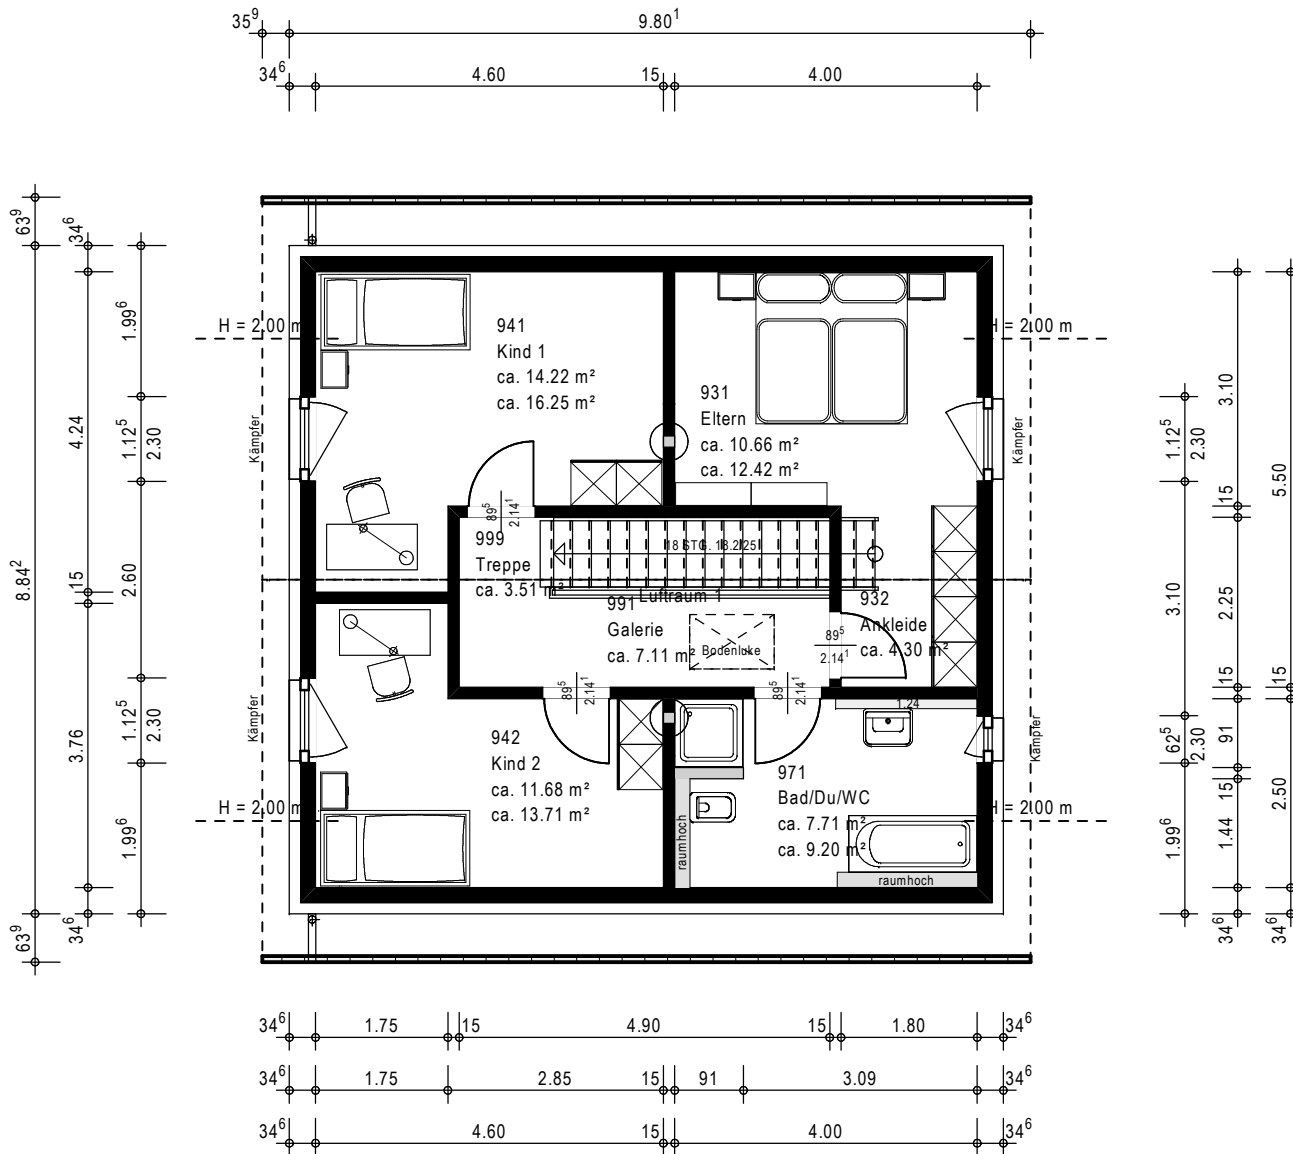 35⁹
9.80¹
34⁶ 4.60 15 4.00
63⁹
34⁶
1.99⁶
4.24
1.12⁵
2.30
8.84²
15
2.60
3.76
1.12⁵
2.30
1.99⁶
63⁹
34⁶
H = 2.00 m
H = 2.00 m
941
Kind 1
ca. 14.22 m²
ca. 16.25 m²
931
Eltern
ca. 10.66 m²
ca. 12.42 m²
Kämpfer
Kämpfer
89⁵
2.14¹
999
Treppe
ca. 3.51 m²
18 STG. 18.2/25
Luftraum 1
991
Galerie
ca. 7.11 m²
Bodenluke
932
Ankleide
ca. 4.30 m²
89⁵
2.14¹
89⁵
2.14¹
89⁵
2.14¹
1.24
Kämpfer
Kämpfer
942
Kind 2
ca. 11.68 m²
ca. 13.71 m²
971
Bad/Du/WC
ca. 7.71 m²
ca. 9.20 m²
raumhoch
raumhoch
H = 2.00 m
H = 2.00 m
3.10
1.12⁵
2.30
15
5.50
3.10
2.25
15
15
62⁵
2.30
91
15
2.50
1.99⁶
1.44
34⁶
34⁶
34⁶ 1.75 15 4.90 15 1.80 34⁶
34⁶ 1.75 2.85 15 91 3.09 34⁶
34⁶ 4.60 15 4.00 34⁶